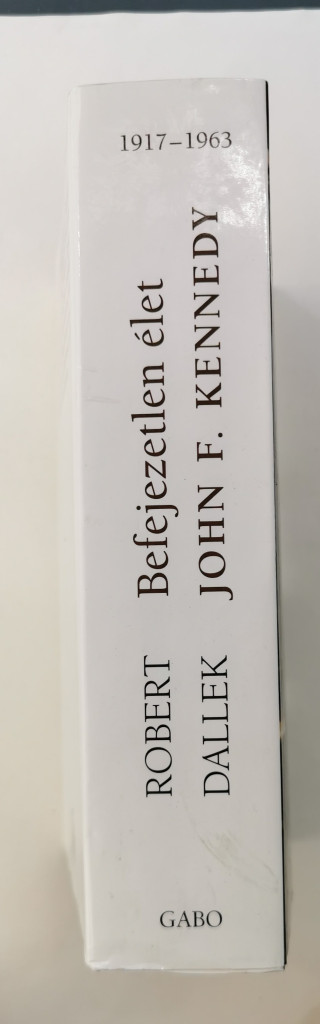 1917–1963
ROBERT Befejezetlen élet
DALLEK JOHN F. KENNEDY
GABO